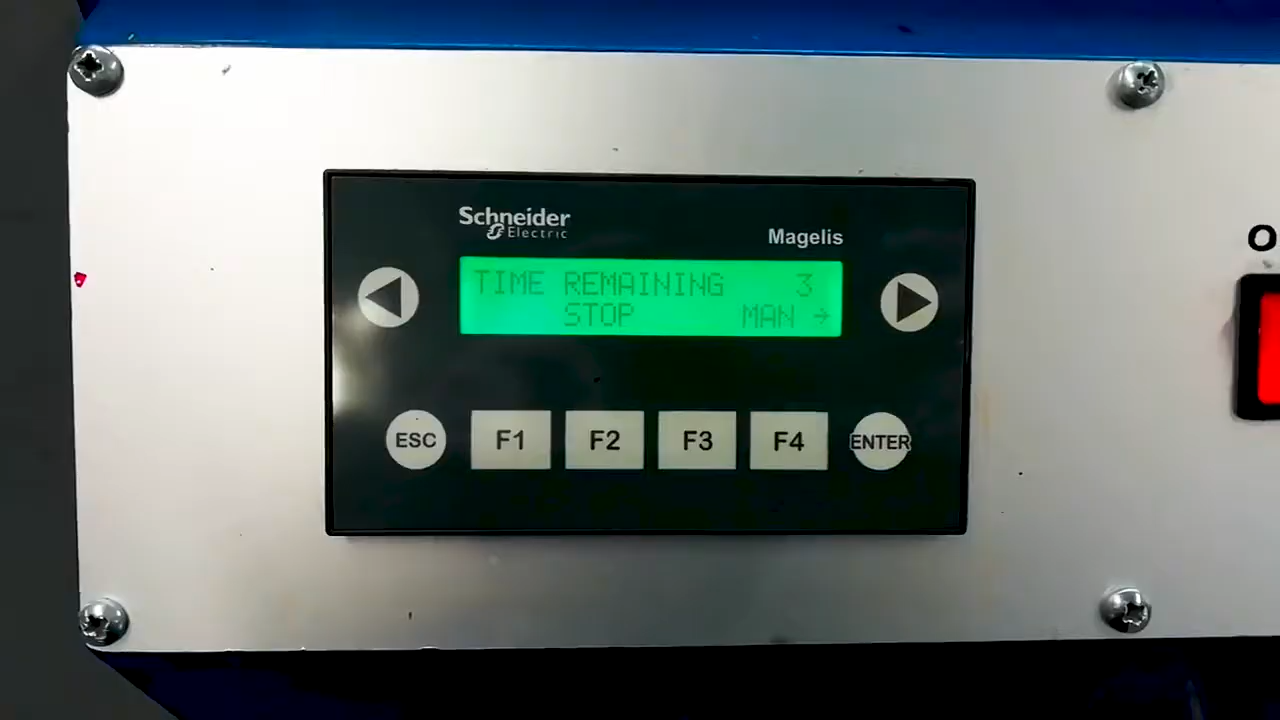 Schneider
Electric
Magelis
TIME REMAINING 3
STOP MAN →
ESC F1 F2 F3 F4 ENTER